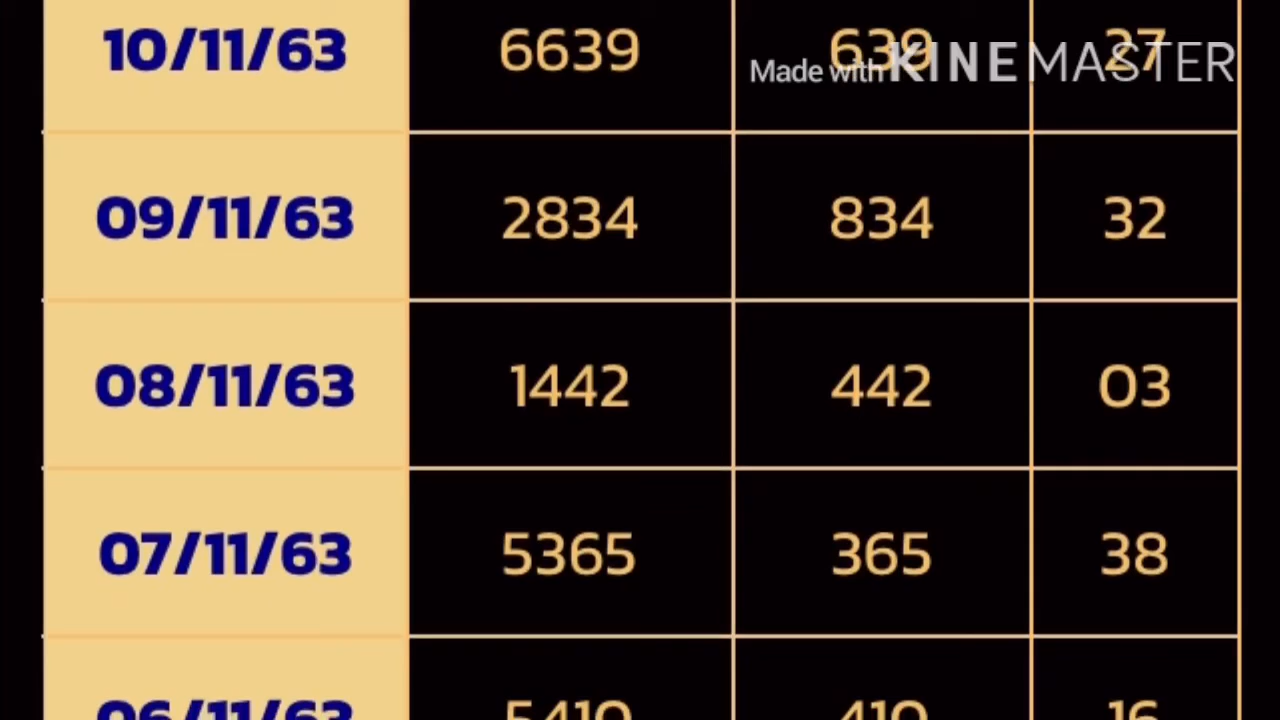 10/11/63 6639 639 27
Made with KINEMASTER
09/11/63 2834 834 32
08/11/63 1442 442 03
07/11/63 5365 365 38
06/11/63 5410 410 16